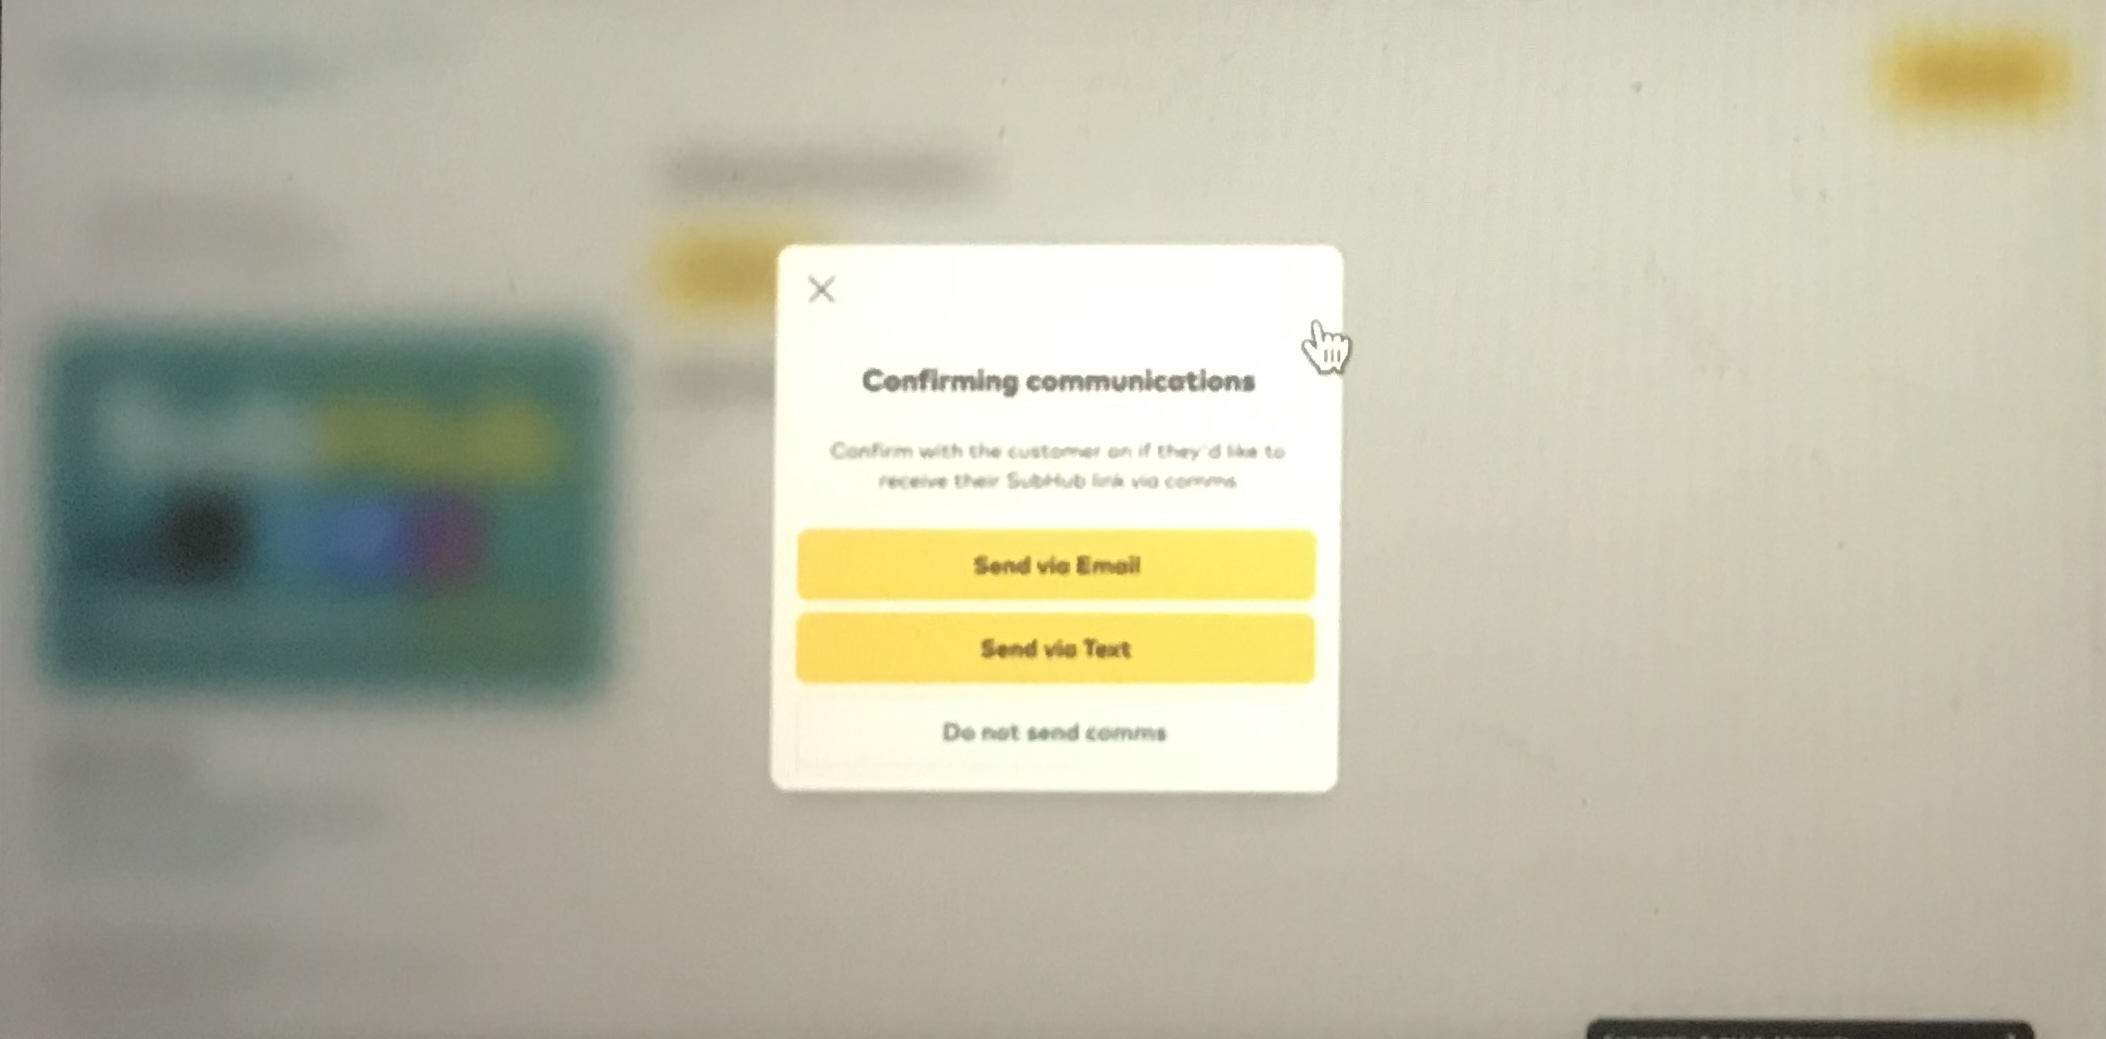 Confirming communications
Confirm with the customer on if they'd like to
receive their SubHub link via comms
Send via Email
Send via Text
Do not send comms